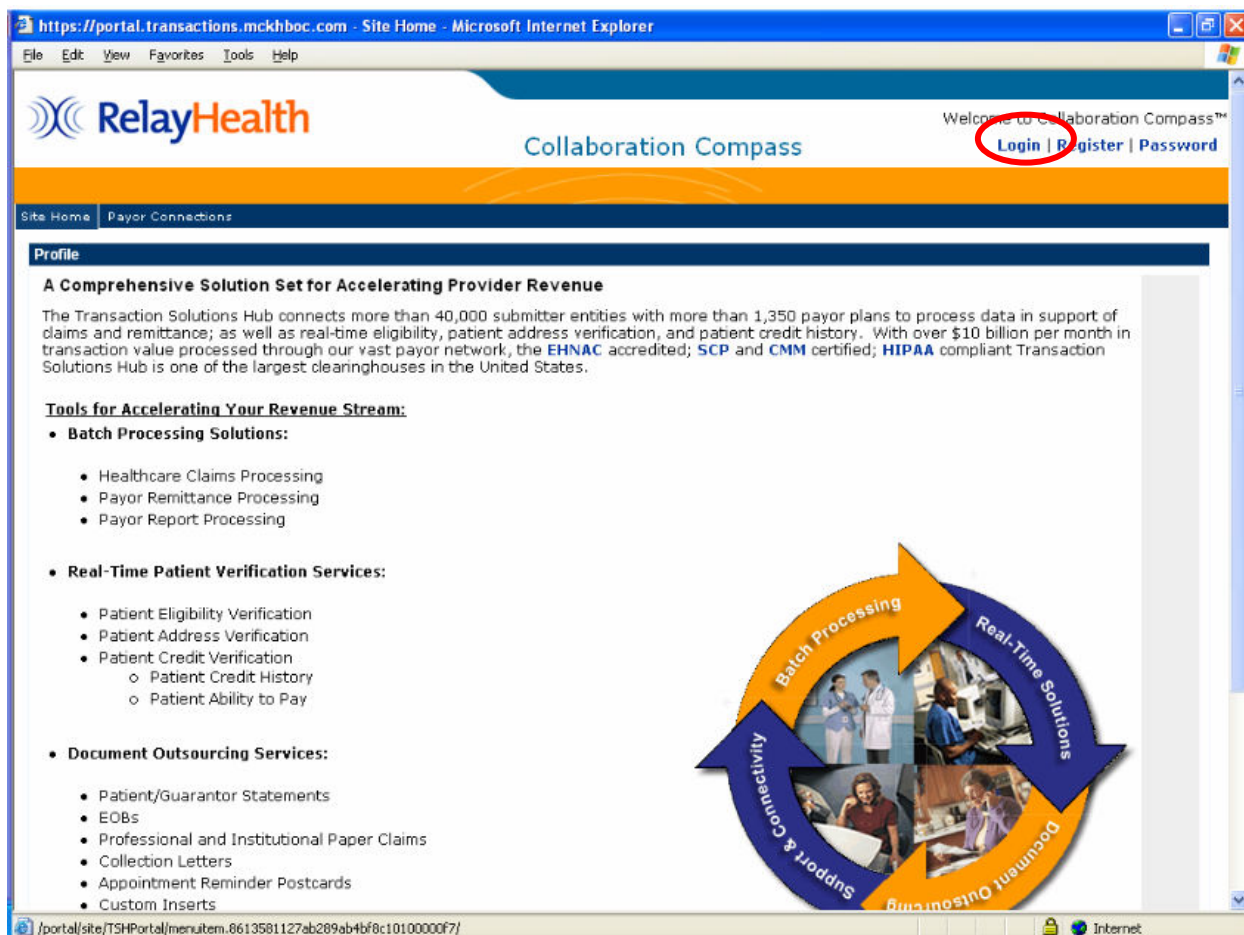 https://portal.transactions.mckhboc.com - Site Home - Microsoft Internet Explorer
File Edit View Favorites Tools Help
RelayHealth
Welcome to Collaboration Compass™
Collaboration Compass
Login | Register | Password
Site Home Payor Connections
Profile
A Comprehensive Solution Set for Accelerating Provider Revenue
The Transaction Solutions Hub connects more than 40,000 submitter entities with more than 1,350 payor plans to process data in support of
claims and remittance; as well as real-time eligibility, patient address verification, and patient credit history. With over $10 billion per month in
transaction value processed through our vast payor network, the EHNAC accredited; SCP and CMM certified; HIPAA compliant Transaction
Solutions Hub is one of the largest clearinghouses in the United States.
Tools for Accelerating Your Revenue Stream:
• Batch Processing Solutions:
• Healthcare Claims Processing
• Payor Remittance Processing
• Payor Report Processing
• Real-Time Patient Verification Services:
• Patient Eligibility Verification
• Patient Address Verification
• Patient Credit Verification
o Patient Credit History
o Patient Ability to Pay
• Document Outsourcing Services:
• Patient/Guarantor Statements
• EOBs
• Professional and Institutional Paper Claims
• Collection Letters
• Appointment Reminder Postcards
• Custom Inserts
Batch Processing
Real-Time Solutions
Document Outsourcing
Support & Connectivity
/portal/site/TSHPortal/menuitem.8613581127ab289ab4bf8c10100000f7/
Internet